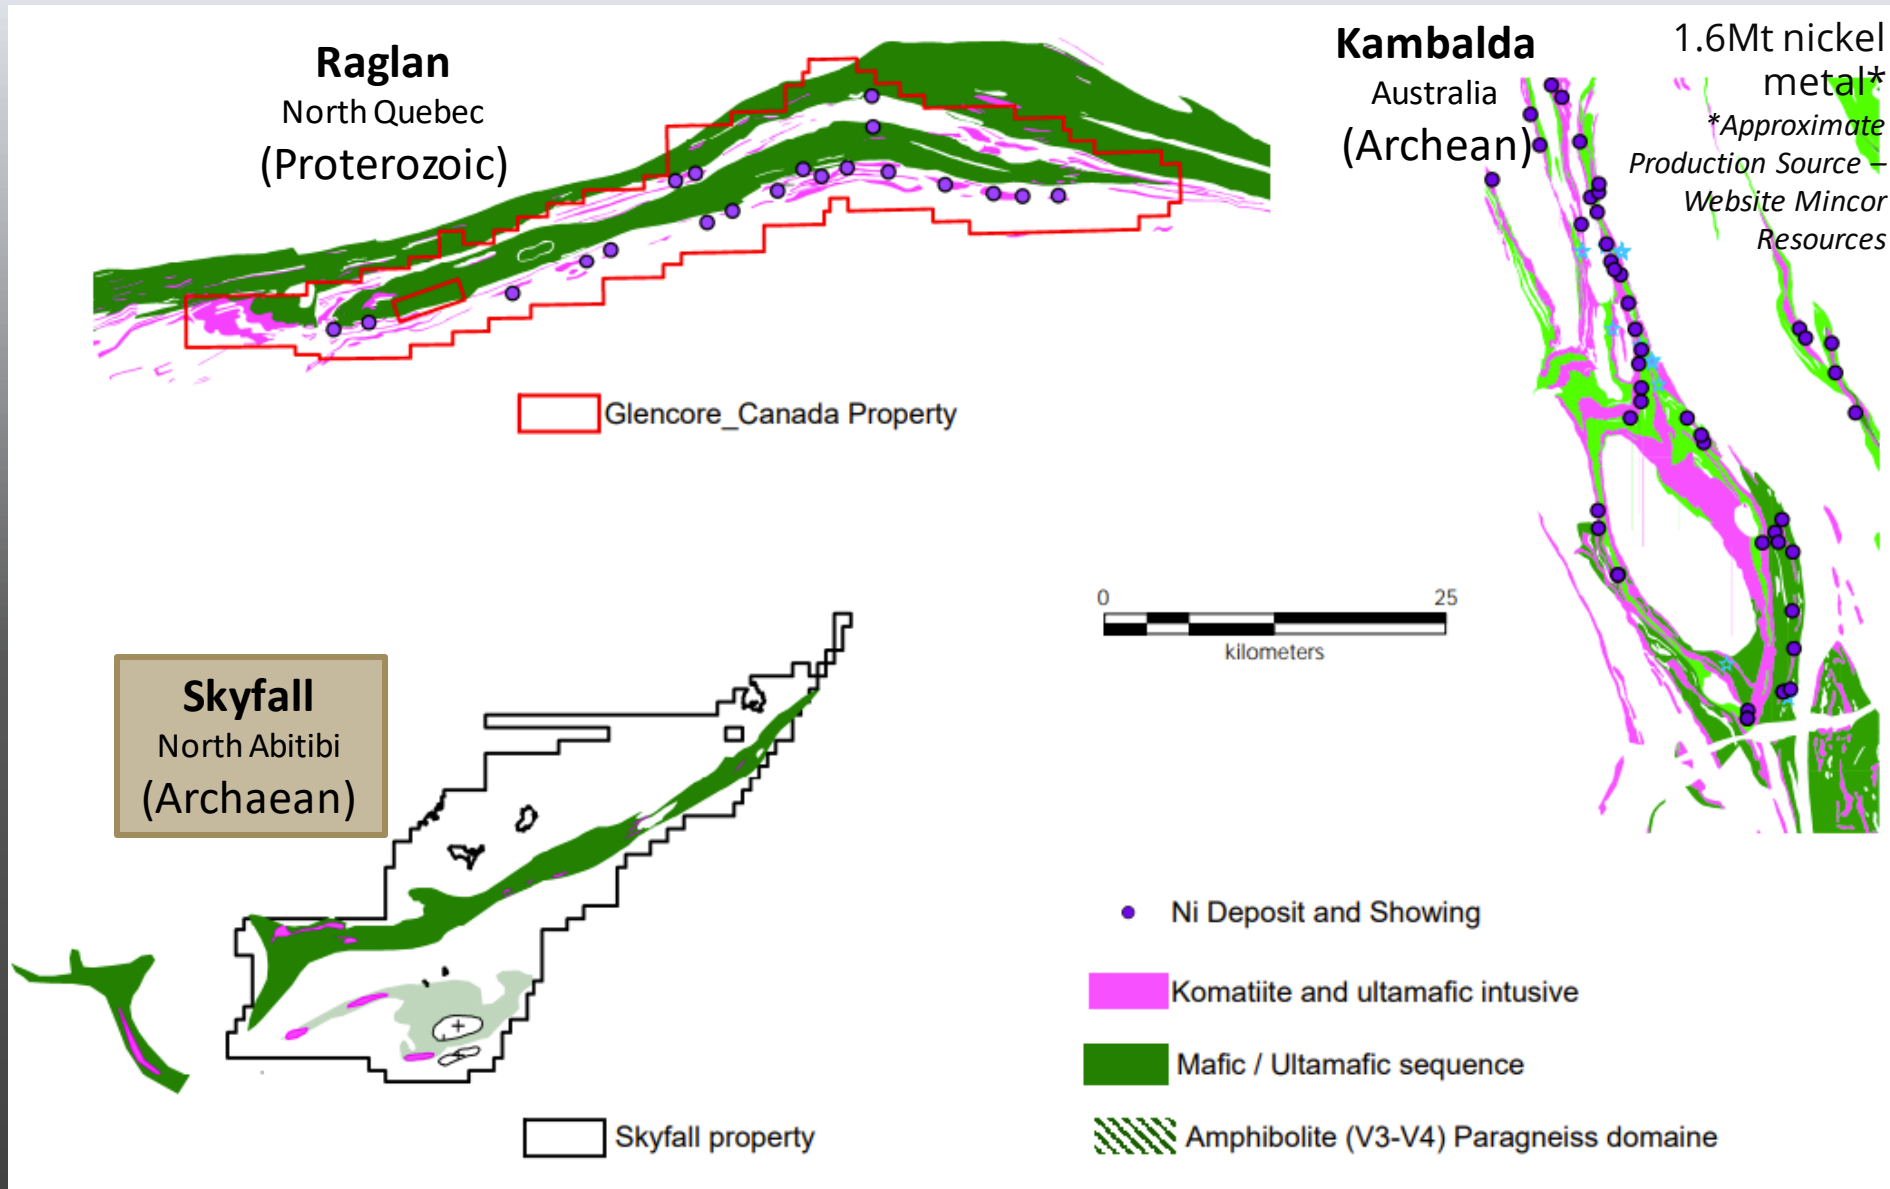 Raglan
North Quebec
(Proterozoic)
Kambalda
Australia
(Archean)
1.6Mt nickel
metal*
*Approximate
Production Source –
Website Mincor
Resources
Glencore_Canada Property
0 25
kilometers
Skyfall
North Abitibi
(Archaean)
Ni Deposit and Showing
Komatiite and ultamafic intusive
Mafic / Ultamafic sequence
Amphibolite (V3-V4) Paragneiss domaine
Skyfall property